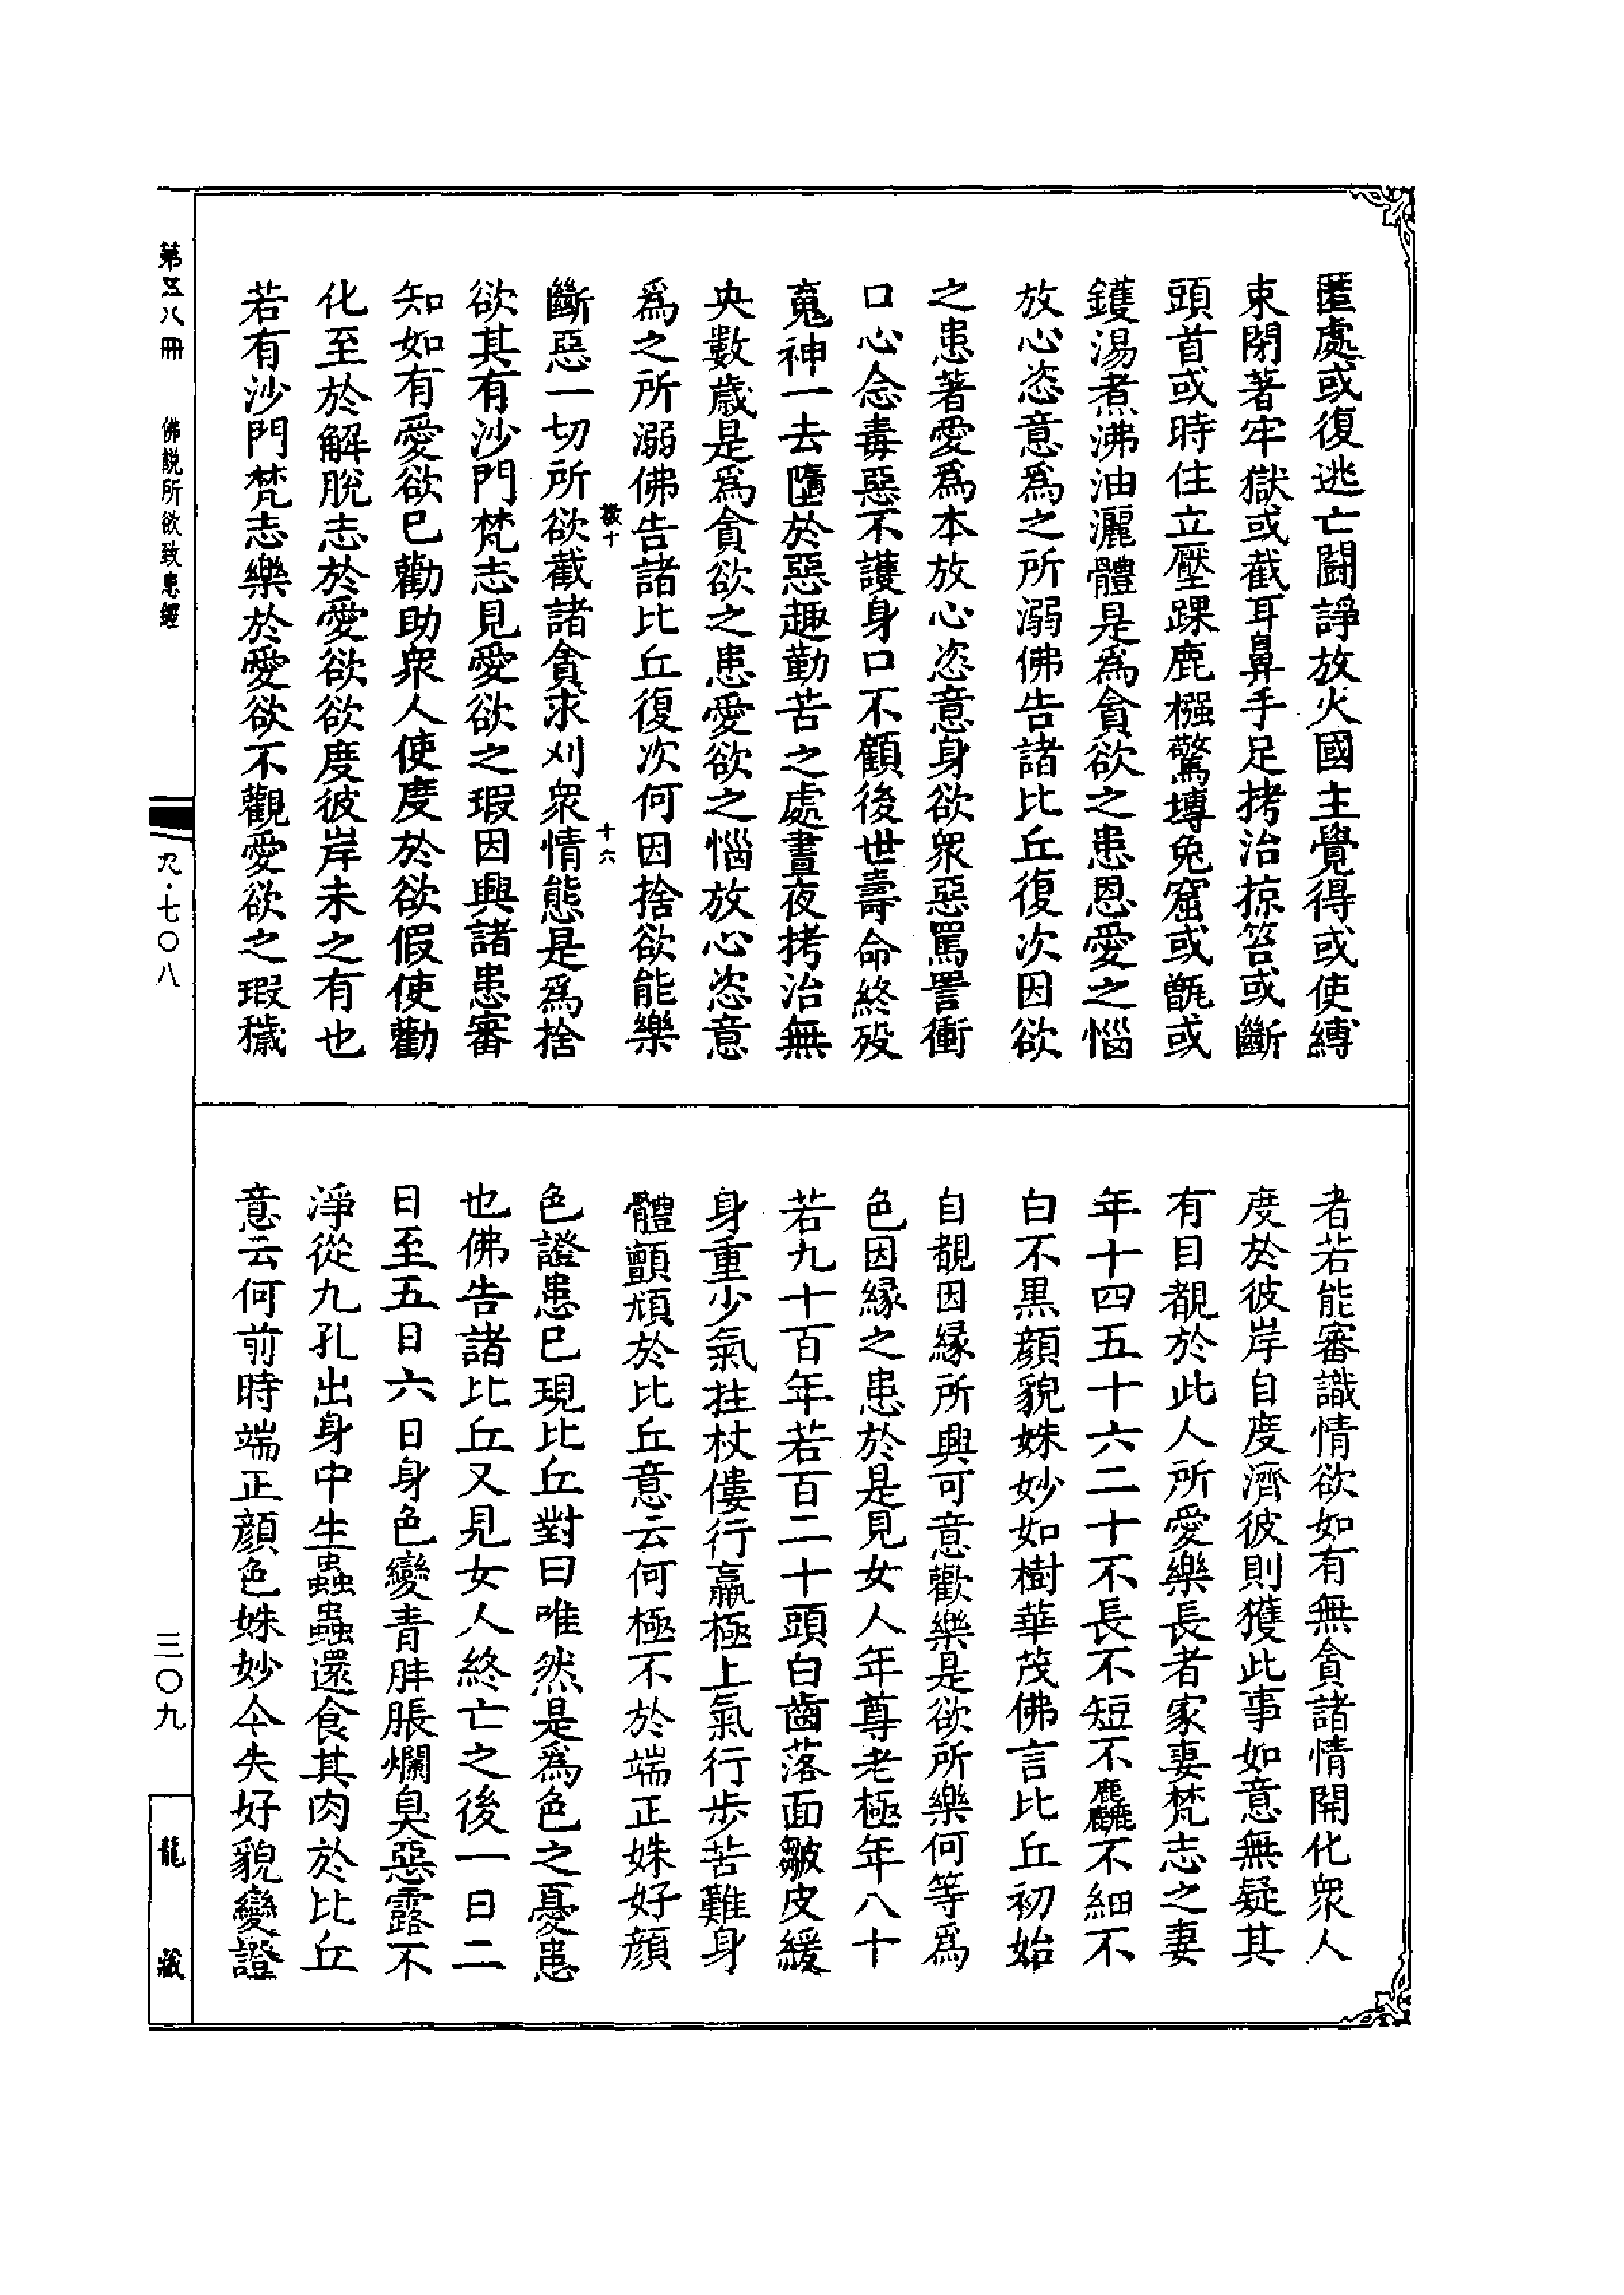 匿處或復逃亡鬪諍放火國主覺得或使縛
束閉著牢獄或截耳鼻手足拷治掠笞或斷
頭首或時住立壓踝鹿㯕驚塼兔窟或甎或
鑊湯煮沸油灑體是爲貪欲之患恩愛之惱
放心恣意爲之所溺佛告諸比丘復次因欲
之患著愛爲本放心恣意身欲衆惡罵詈衝
口心念毒惡不護身口不顧後世壽命終歿
䰟神一去墮於惡趣勤苦之處晝夜拷治無
央數歲是爲貪欲之患愛欲之惱放心恣意
爲之所溺佛告諸比丘復次何因捨欲能樂
十六
斷惡一切所欲截諸貪求刈衆情態是爲捨
欲其有沙門梵志見愛欲之瑕因興諸患審
知如有愛欲已勸助衆人使度於欲假使勸
化至於解脫志於愛欲欲度彼岸未之有也
若有沙門梵志樂於愛欲不觀愛欲之瑕穢
者若能審識情欲如有無貪諸情開化衆人
度於彼岸自度濟彼則獲此事如意無疑其
有目覩於此人所愛樂長者家妻梵志之妻
年十四五十六二十不長不短不麤不細不
白不黒顔貌姝妙如樹華茂佛言比丘初始
自覩因緣所興可意歡樂是欲所樂何等爲
色因緣之患於是見女人年尊老極年八十
若九十百年若百二十頭白齒落面皺皮緩
身重少氣拄杖僂行羸極上氣行步苦難身
體顫𩒰於比丘意云何極不於端正姝好顔
色證患已現比丘對曰唯然是爲色之憂患
也佛告諸比丘又見女人終亡之後一日二
日至五日六日身色變青胖脹爛臭惡露不
淨從九孔出身中生蟲蟲還食其肉於比丘
意云何前時端正顔色姝妙今失好貌變證
第五八冊
佛說所欲致患經
尺·七〇八
三〇九
龍藏